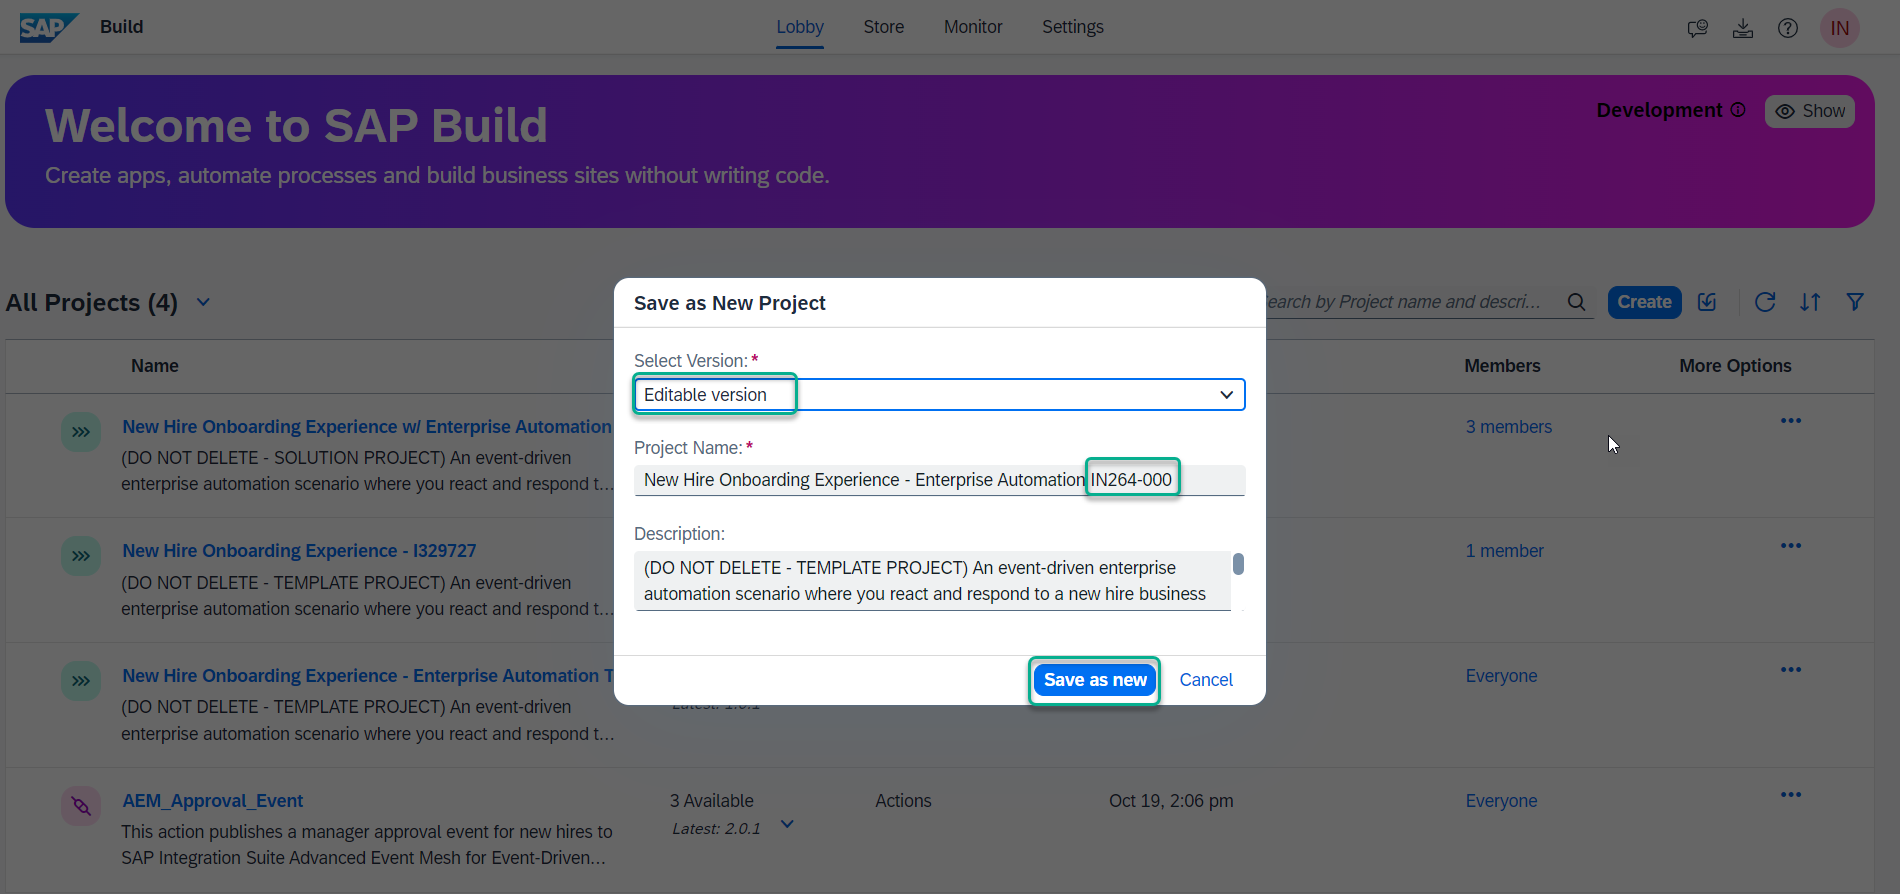 SAP Build
Lobby Store Monitor Settings
IN
Welcome to SAP Build
Create apps, automate processes and build business sites without writing code.
Development
Show
All Projects (4)
earch by Project name and descri...
Create
Name
Members
More Options
New Hire Onboarding Experience w/ Enterprise Automation
(DO NOT DELETE - SOLUTION PROJECT) An event-driven
enterprise automation scenario where you react and respond t...
3 members
New Hire Onboarding Experience - I329727
(DO NOT DELETE - TEMPLATE PROJECT) An event-driven
enterprise automation scenario where you react and respond t...
1 member
New Hire Onboarding Experience - Enterprise Automation T
(DO NOT DELETE - TEMPLATE PROJECT) An event-driven
enterprise automation scenario where you react and respond t...
Latest: 1.0.1
Everyone
AEM_Approval_Event
This action publishes a manager approval event for new hires to
SAP Integration Suite Advanced Event Mesh for Event-Driven...
3 Available
Latest: 2.0.1
Actions
Oct 19, 2:06 pm
Everyone
Save as New Project
Select Version: *
Editable version
Project Name: *
New Hire Onboarding Experience - Enterprise Automation IN264-000
Description:
(DO NOT DELETE - TEMPLATE PROJECT) An event-driven enterprise
automation scenario where you react and respond to a new hire business
Save as new
Cancel